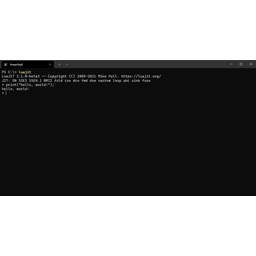 PowerShell
PS C:\> luajit
LuaJIT 2.1.0-beta3 -- Copyright (C) 2005-2021 Mike Pall. https://luajit.org/
JIT: ON SSE3 SSE4.1 BMI2 fold cse dce fwd dse narrow loop abc sink fuse
> print("hello, world!");
hello, world!
>